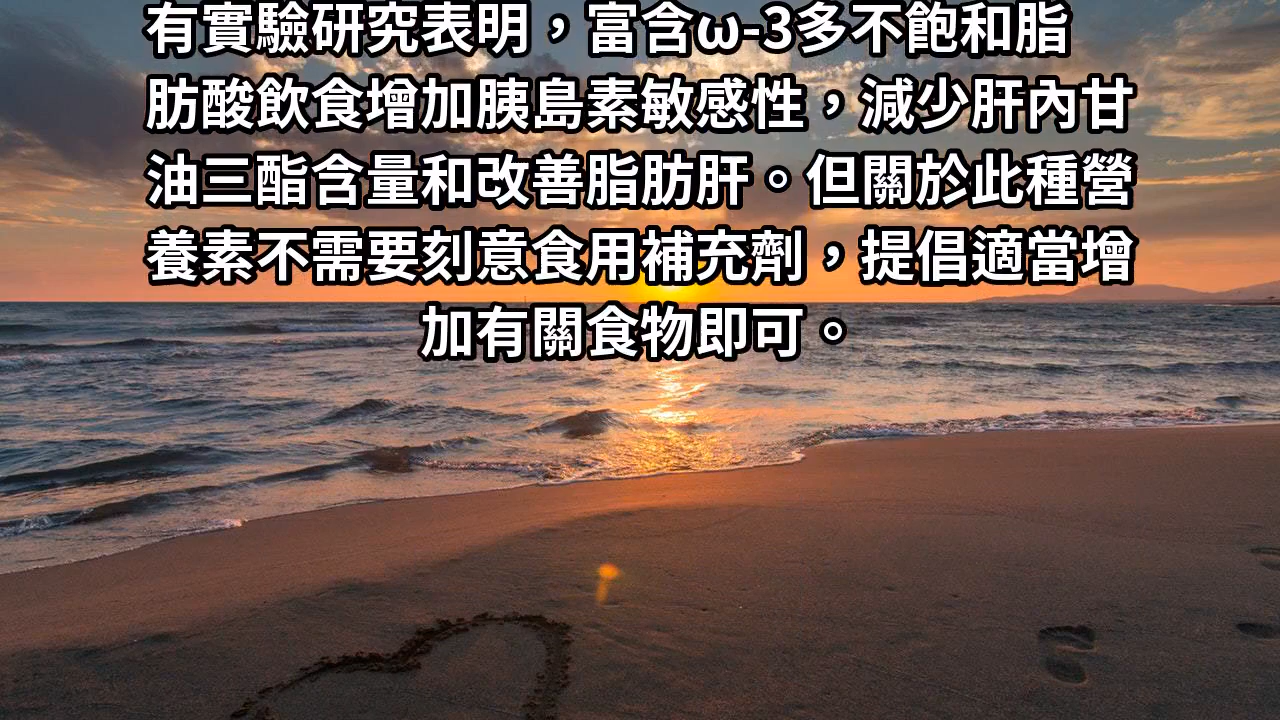 有實驗研究表明，富含ω-3多不飽和脂
肪酸飲食增加胰島素敏感性，減少肝內甘
油三酯含量和改善脂肪肝。但關於此種營
養素不需要刻意食用補充劑，提倡適當增
加有關食物即可。